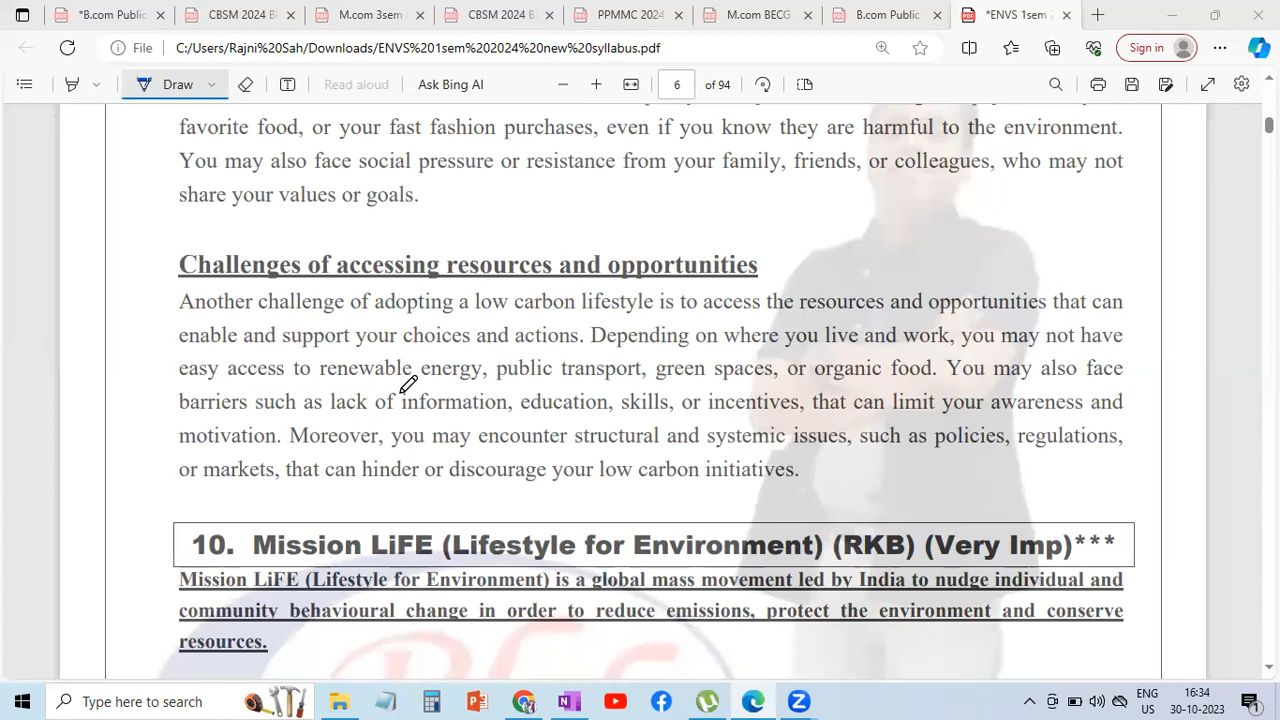 *B.com Public
CBSM 2024 I
M.com 3sem
CBSM 2024 B
PPMMC 2024
M.com BECG
B.com Public
*ENVS 1sem 2
File C:/Users/Rajni%20Sah/Downloads/ENVS%201sem%202024%20new%20syllabus.pdf
Sign in
Draw
Read aloud
Ask Bing AI
6 of 94
favorite food, or your fast fashion purchases, even if you know they are harmful to the environment.
You may also face social pressure or resistance from your family, friends, or colleagues, who may not
share your values or goals.
Challenges of accessing resources and opportunities
Another challenge of adopting a low carbon lifestyle is to access the resources and opportunities that can
enable and support your choices and actions. Depending on where you live and work, you may not have
easy access to renewable energy, public transport, green spaces, or organic food. You may also face
barriers such as lack of information, education, skills, or incentives, that can limit your awareness and
motivation. Moreover, you may encounter structural and systemic issues, such as policies, regulations,
or markets, that can hinder or discourage your low carbon initiatives.
10. Mission LiFE (Lifestyle for Environment) (RKB) (Very Imp)***
Mission LiFE (Lifestyle for Environment) is a global mass movement led by India to nudge individual and
community behavioural change in order to reduce emissions, protect the environment and conserve
resources.
Type here to search
ENG
US
16:34
30-10-2023